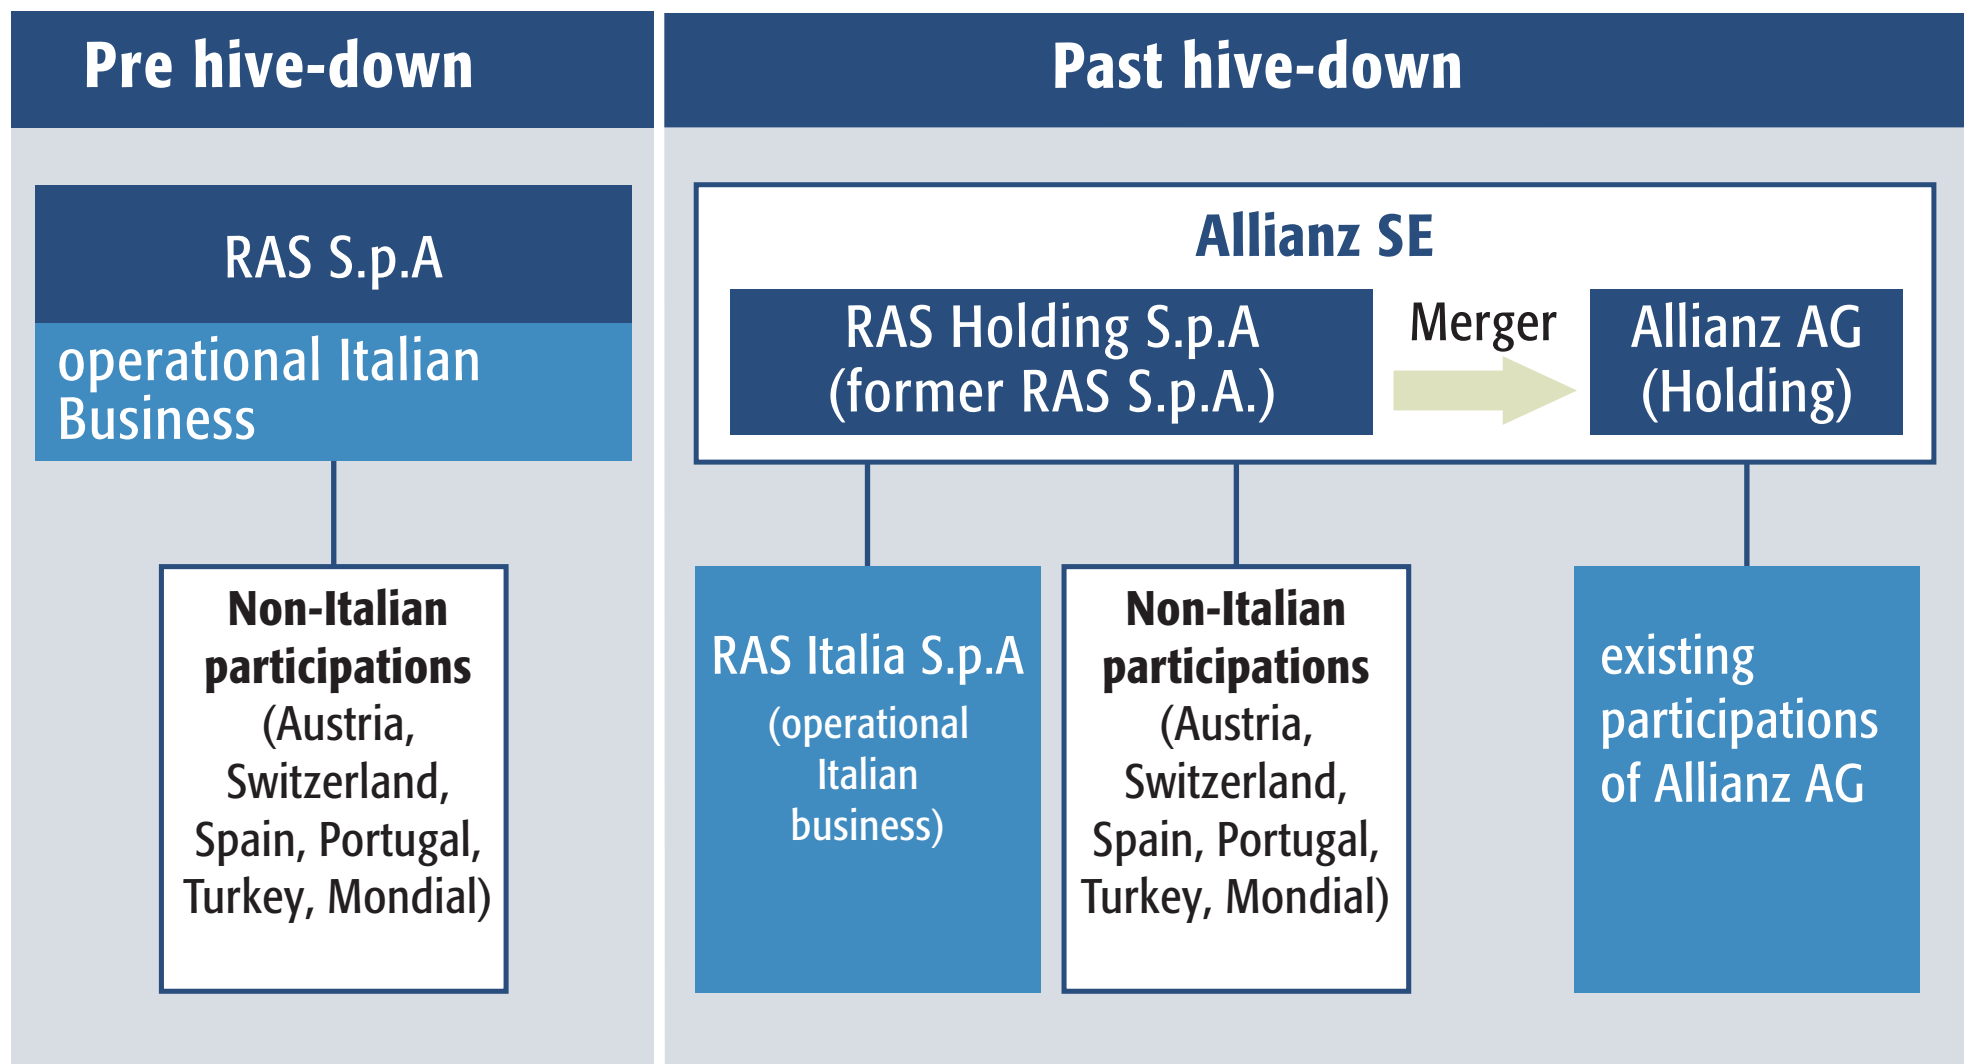 Pre hive-down
RAS S.p.A
operational Italian
Business
Non-Italian
participations
(Austria,
Switzerland,
Spain, Portugal,
Turkey, Mondial)
Past hive-down
Allianz SE
RAS Holding S.p.A
(former RAS S.p.A.)
Merger
Allianz AG
(Holding)
RAS Italia S.p.A
(operational
Italian
business)
Non-Italian
participations
(Austria,
Switzerland,
Spain, Portugal,
Turkey, Mondial)
existing
participations
of Allianz AG